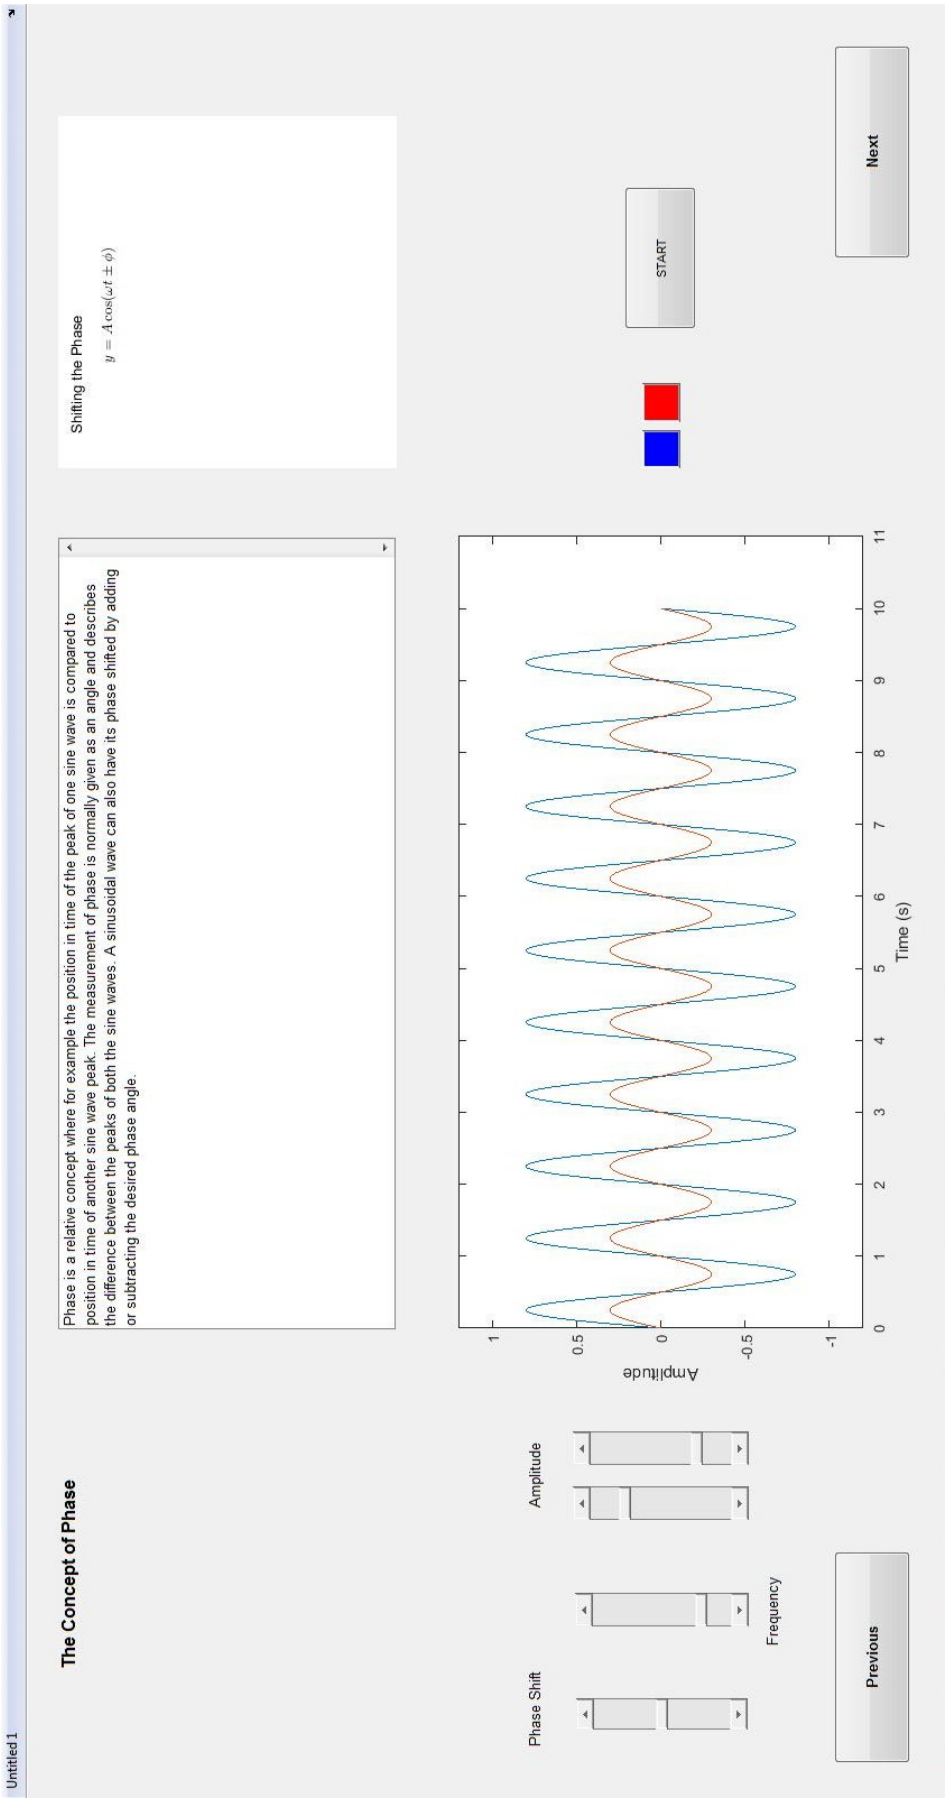 Untitled 1
The Concept of Phase
Phase is a relative concept where for example the position in time of the peak of one sine wave is compared to
position in time of another sine wave peak. The measurement of phase is normally given as an angle and describes
the difference between the peaks of both the sine waves. A sinusoidal wave can also have its phase shifted by adding
or subtracting the desired phase angle.
Shifting the Phase
y = A cos(ωt ± ϕ)
Phase Shift
Frequency
Amplitude
Amplitude
1
0.5
0
-0.5
-1
0 1 2 3 4 5 6 7 8 9 10 11
Time (s)
START
Previous
Next